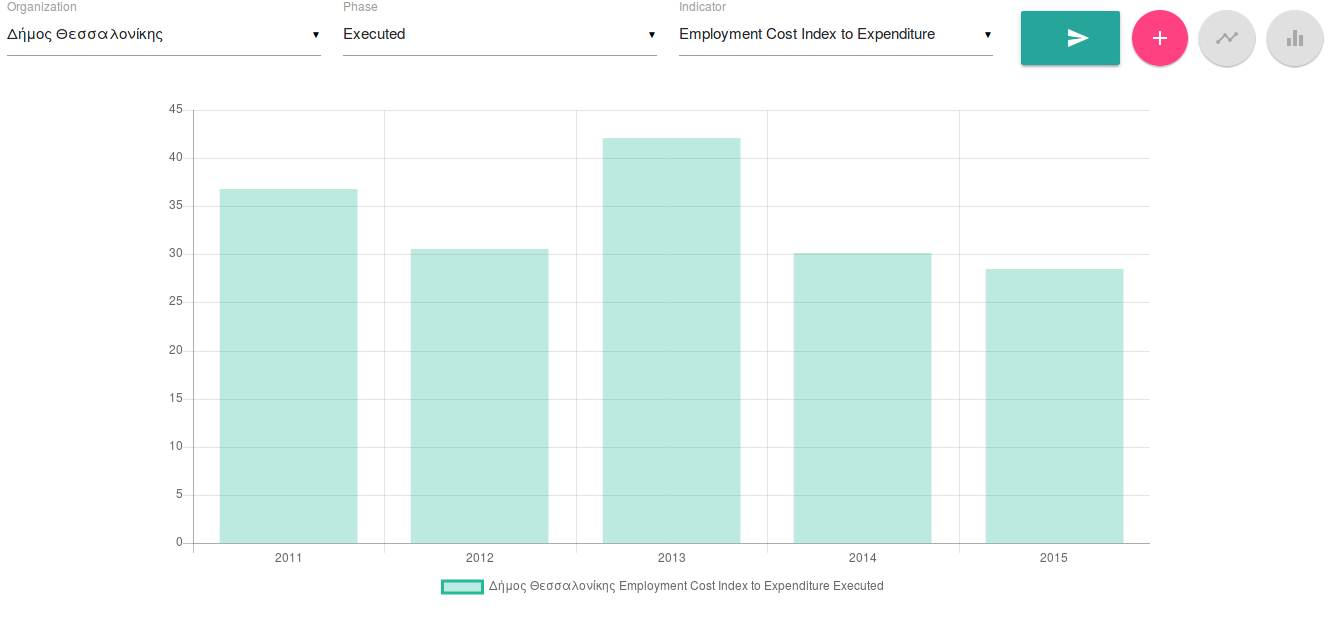 Organization
Phase
Indicator
Δήμος Θεσσαλονίκης ▼
Executed ▼
Employment Cost Index to Expenditure ▼
45
40
35
30
25
20
15
10
5
0
2011 2012 2013 2014 2015
Δήμος Θεσσαλονίκης Employment Cost Index to Expenditure Executed